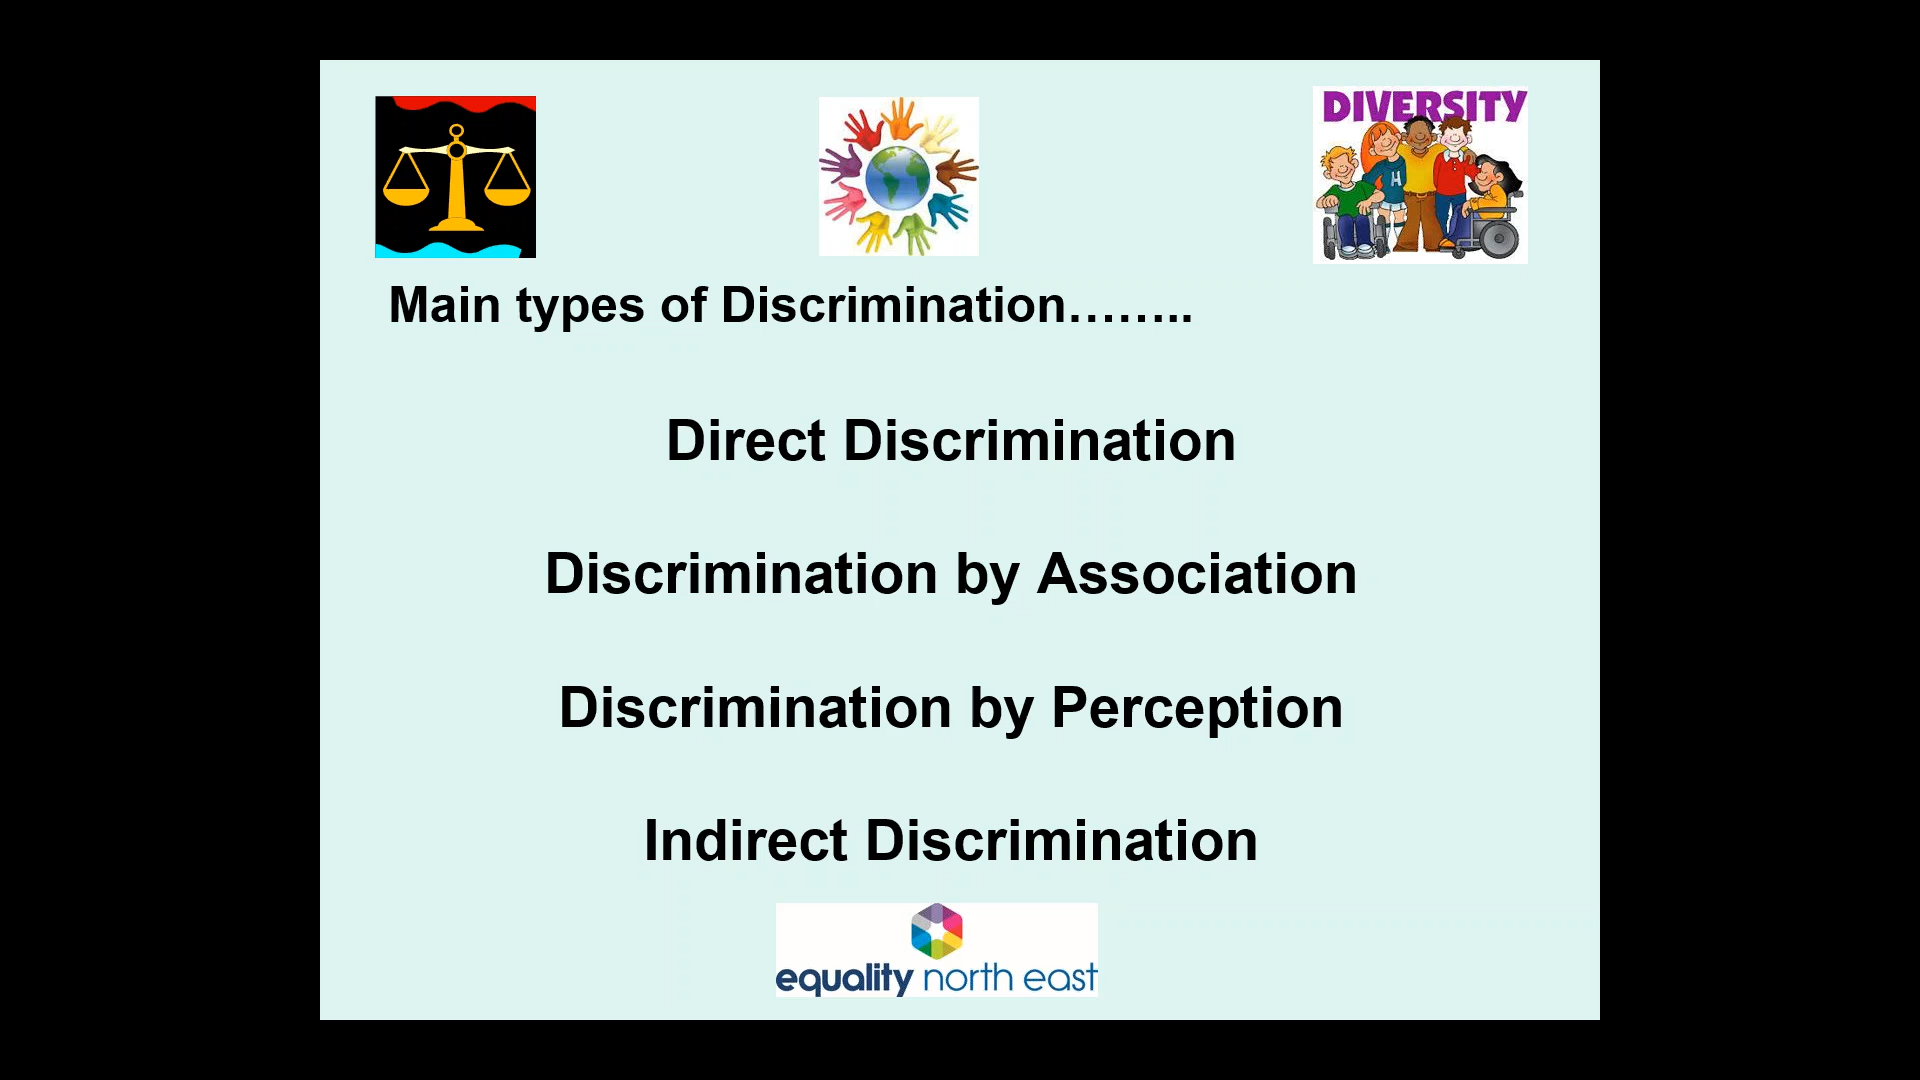 DIVERSITY
H
Main types of Discrimination……..
Direct Discrimination
Discrimination by Association
Discrimination by Perception
Indirect Discrimination
equality north east